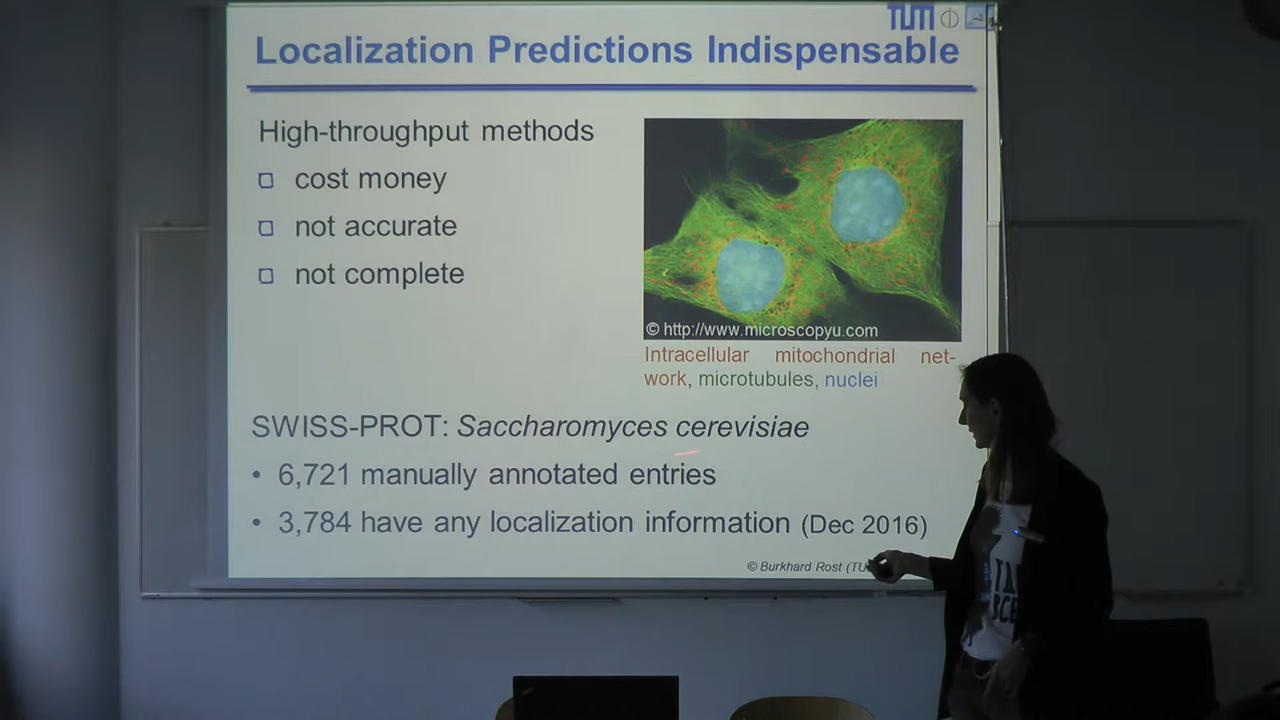 TUM
Localization Predictions Indispensable
High-throughput methods
cost money
not accurate
not complete
© http://www.microscopyu.com
Intracellular mitochondrial net-
work, microtubules, nuclei
SWISS-PROT: Saccharomyces cerevisiae
• 6,721 manually annotated entries
• 3,784 have any localization information (Dec 2016)
© Burkhard Rost (TU